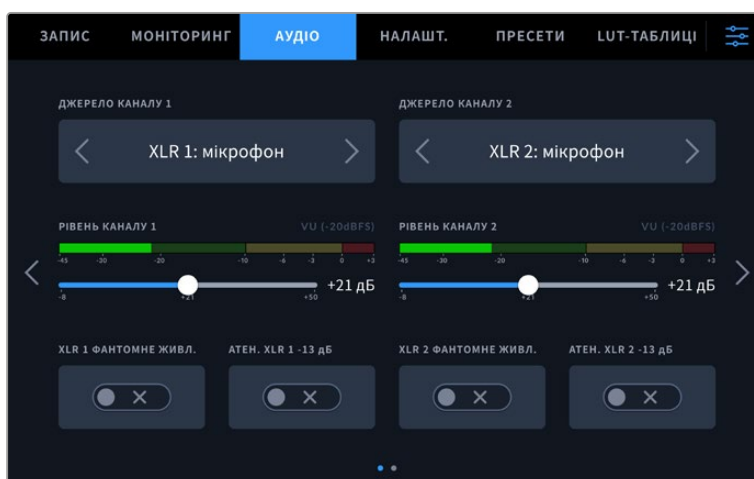 ЗАПИС МОНІТОРИНГ АУДІО НАЛАШТ. ПРЕСЕТИ LUT-ТАБЛИЦІ
ДЖЕРЕЛО КАНАЛУ 1 ДЖЕРЕЛО КАНАЛУ 2
XLR 1: мікрофон XLR 2: мікрофон
РІВЕНЬ КАНАЛУ 1 VU (-20dBFS) РІВЕНЬ КАНАЛУ 2 VU (-20dBFS)
-45 -30 -20 -10 -6 -3 0 +3 -45 -30 -20 -10 -6 -3 0 +3
+21 дБ +21 дБ
-8 +21 +50 -8 +21 +50
XLR 1 ФАНТОМНЕ ЖИВЛ. АТЕН. XLR 1 -13 дБ XLR 2 ФАНТОМНЕ ЖИВЛ. АТЕН. XLR 2 -13 дБ